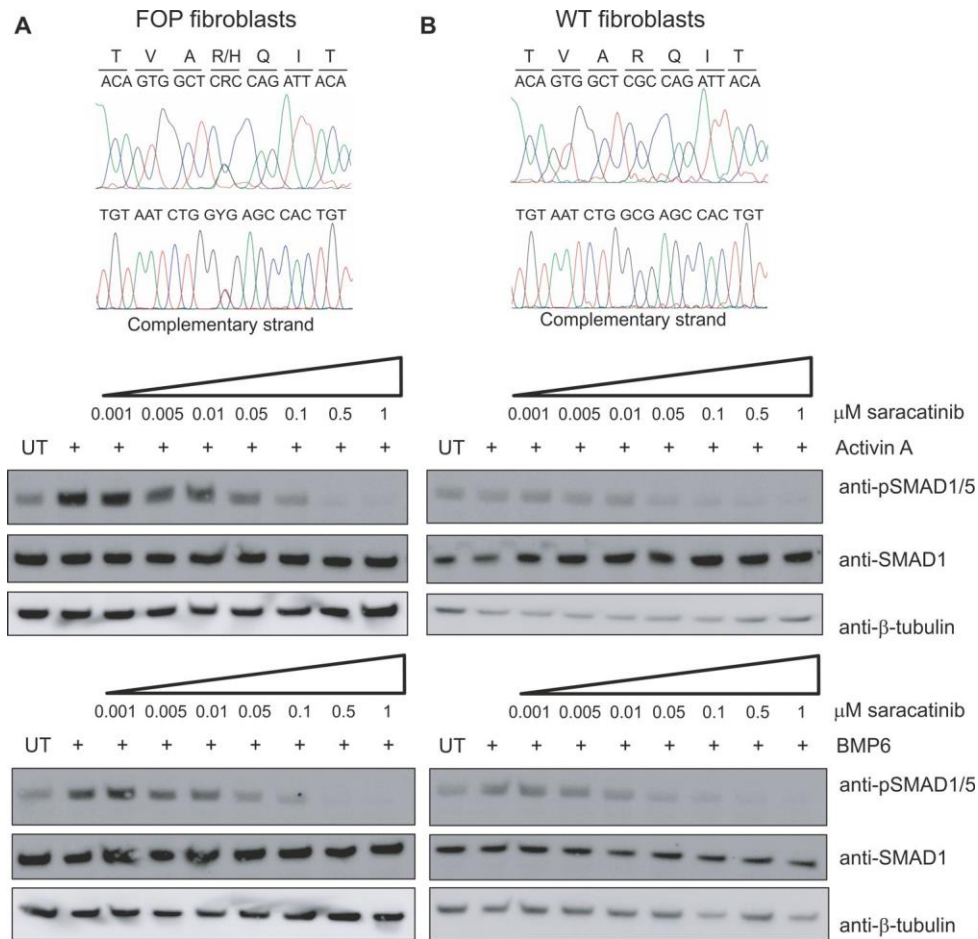 A FOP fibroblasts
B WT fibroblasts
T V A R/H Q I T
ACA GTG GCT CRC CAG ATT ACA
T V A R Q I T
ACA GTG GCT CGC CAG ATT ACA
TGT AAT CTG GYG AGC CAC TGT
TGT AAT CTG GCG AGC CAC TGT
Complementary strand
Complementary strand
0.001 0.005 0.01 0.05 0.1 0.5 1
0.001 0.005 0.01 0.05 0.1 0.5 1 μM saracatinib
UT + + + + + + + +
UT + + + + + + + + Activin A
anti-pSMAD1/5
anti-SMAD1
anti-β-tubulin
0.001 0.005 0.01 0.05 0.1 0.5 1
0.001 0.005 0.01 0.05 0.1 0.5 1 μM saracatinib
UT + + + + + + + +
UT + + + + + + + + BMP6
anti-pSMAD1/5
anti-SMAD1
anti-β-tubulin